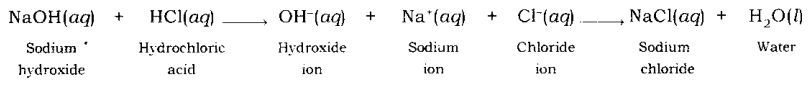 NaOH(aq) + HCl(aq) ⟶ OH⁻(aq) + Na⁺(aq) + Cl⁻(aq) ⟶ NaCl(aq) + H₂O(l)
Sodium Hydrochloric Hydroxide Sodium Chloride Sodium Water
hydroxide acid ion ion ion chloride